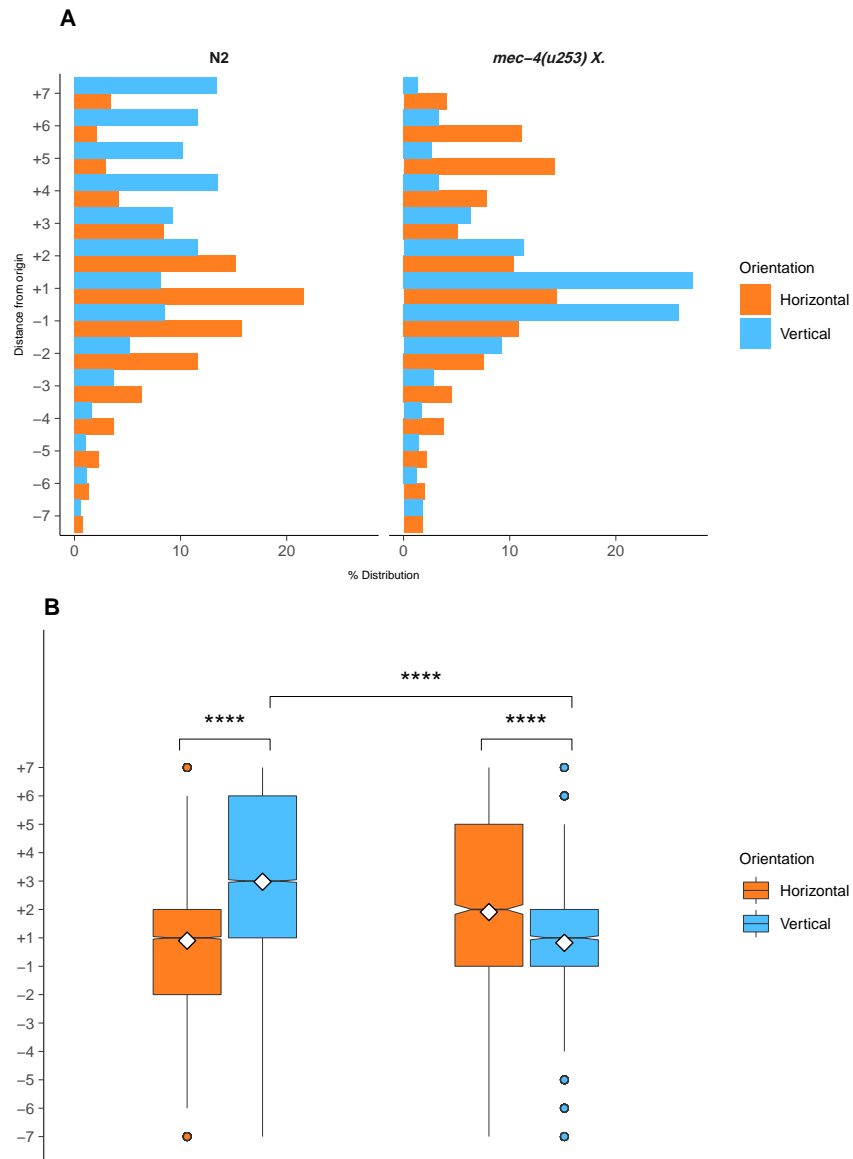 A
N2
mec−4(u253) X.
+7
+6
+5
+4
+3
+2
+1
−1
−2
−3
−4
−5
−6
−7
Distance from origin
0 10 20
0 10 20
% Distribution
Orientation
Horizontal
Vertical
B
****
**** ****
+7
+6
+5
+4
+3
+2
+1
−1
−2
−3
−4
−5
−6
−7
Orientation
Horizontal
Vertical